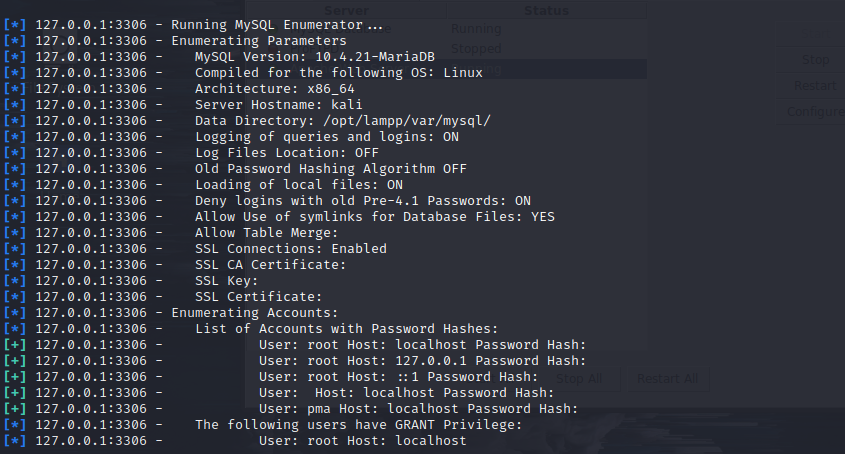 Server Status
[*] 127.0.0.1:3306 - Running MySQL Enumerator...
Running
[*] 127.0.0.1:3306 - Enumerating Parameters
Stopped
[*] 127.0.0.1:3306 - MySQL Version: 10.4.21-MariaDB
Stop
[*] 127.0.0.1:3306 - Compiled for the following OS: Linux
[*] 127.0.0.1:3306 - Architecture: x86_64
Restart
[*] 127.0.0.1:3306 - Server Hostname: kali
Configure
[*] 127.0.0.1:3306 - Data Directory: /opt/lampp/var/mysql/
[*] 127.0.0.1:3306 - Logging of queries and logins: ON
[*] 127.0.0.1:3306 - Log Files Location: OFF
[*] 127.0.0.1:3306 - Old Password Hashing Algorithm OFF
[*] 127.0.0.1:3306 - Loading of local files: ON
[*] 127.0.0.1:3306 - Deny logins with old Pre-4.1 Passwords: ON
[*] 127.0.0.1:3306 - Allow Use of symlinks for Database Files: YES
[*] 127.0.0.1:3306 - Allow Table Merge:
[*] 127.0.0.1:3306 - SSL Connections: Enabled
[*] 127.0.0.1:3306 - SSL CA Certificate:
[*] 127.0.0.1:3306 - SSL Key:
[*] 127.0.0.1:3306 - SSL Certificate:
[*] 127.0.0.1:3306 - Enumerating Accounts:
[*] 127.0.0.1:3306 - List of Accounts with Password Hashes:
[+] 127.0.0.1:3306 - User: root Host: localhost Password Hash:
[+] 127.0.0.1:3306 - User: root Host: 127.0.0.1 Password Hash:
[+] 127.0.0.1:3306 - User: root Host: ::1 Password Hash:
Stop All Restart All
[+] 127.0.0.1:3306 - User:  Host: localhost Password Hash:
[+] 127.0.0.1:3306 - User: pma Host: localhost Password Hash:
[*] 127.0.0.1:3306 - The following users have GRANT Privilege:
[*] 127.0.0.1:3306 - User: root Host: localhost